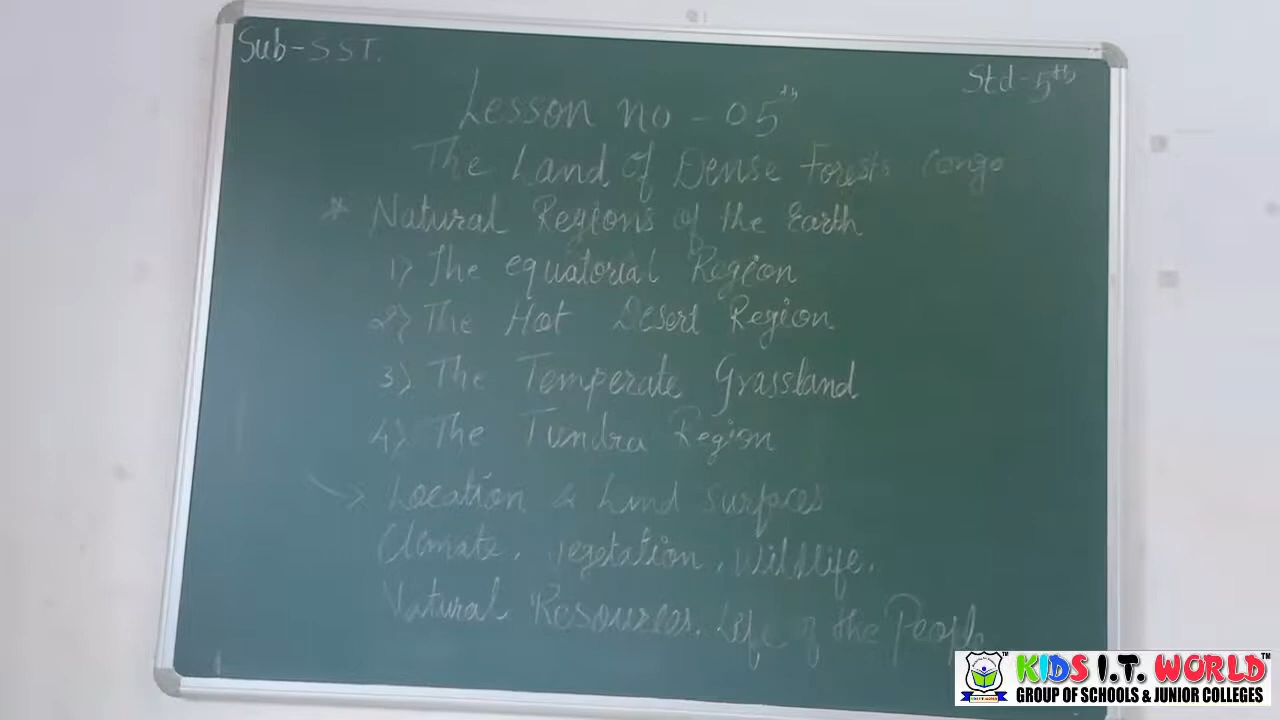 Sub-SST.
Std-5th
Lesson no - 05th
The Land of Dense Forests Congo
* Natural Regions of the Earth
1) The equatorial Region
2) The Hot Desert Region
3) The Temperate Grassland
4) The Tundra Region
→ Location & Land surfaces
Climate, vegetation, Wildlife.
Natural Resources. Life of the People
KIDS I.T. WORLD™
GROUP OF SCHOOLS & JUNIOR COLLEGES